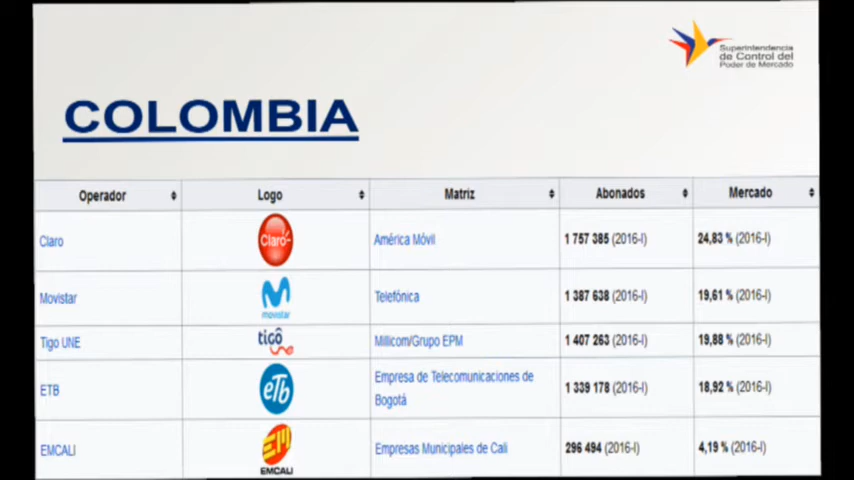 Superintendencia
de Control del
Poder de Mercado
COLOMBIA
Operador Logo Matriz Abonados Mercado
Claro Claro América Móvil 1 757 385 (2016-I) 24,83 % (2016-I)
Movistar movistar Telefónica 1 387 638 (2016-I) 19,61 % (2016-I)
Tigo UNE tigô Millicom/Grupo EPM 1 407 263 (2016-I) 19,88 % (2016-I)
ETB eTb Empresa de Telecomunicaciones de Bogotá 1 339 178 (2016-I) 18,92 % (2016-I)
EMCALI EM EMCALI Empresas Municipales de Cali 296 494 (2016-I) 4,19 % (2016-I)